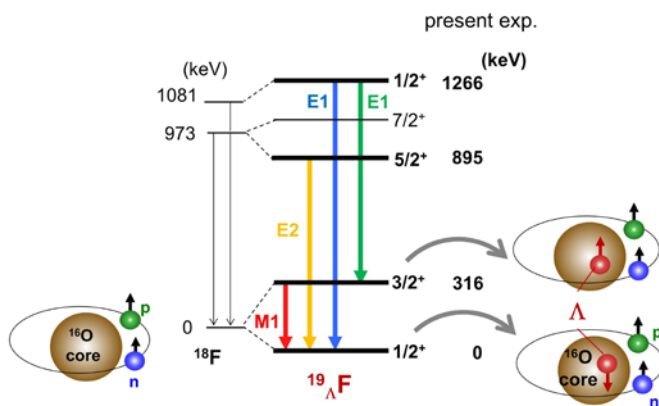 present exp.
(keV)
(keV)
1081
1/2⁺
1266
E1
E1
7/2⁺
973
5/2⁺
895
E2
3/2⁺
316
p
¹⁶O
core
n
0
M1
¹⁸F
1/2⁺
0
¹⁹ΛF
Λ
p
¹⁶O
core
n